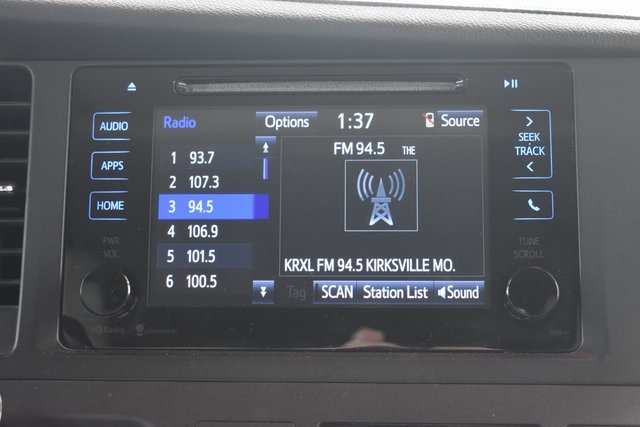 AUDIO
APPS
HOME
PWR
VOL
HD Radio
Radio
Options
1:37
Source
1 93.7
2 107.3
3 94.5
4 106.9
5 101.5
6 100.5
FM 94.5 THE
KRXL FM 94.5 KIRKSVILLE MO.
Tag
SCAN
Station List
Sound
SEEK
TRACK
TUNE
SCROLL